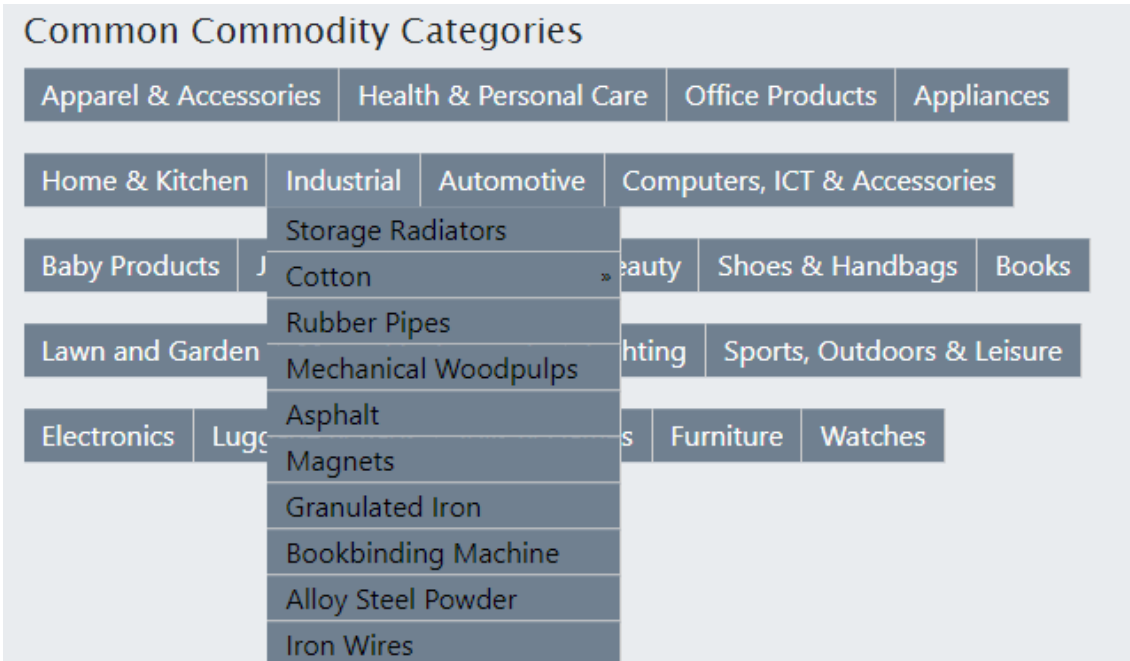 Common Commodity Categories
Apparel & Accessories Health & Personal Care Office Products Appliances
Home & Kitchen Industrial Automotive Computers, ICT & Accessories
Storage Radiators
Baby Products Shoes & Handbags Books
Cotton »
Rubber Pipes
Lawn and Garden Sports, Outdoors & Leisure
Mechanical Woodpulps
Asphalt
Electronics Furniture Watches
Magnets
Granulated Iron
Bookbinding Machine
Alloy Steel Powder
Iron Wires